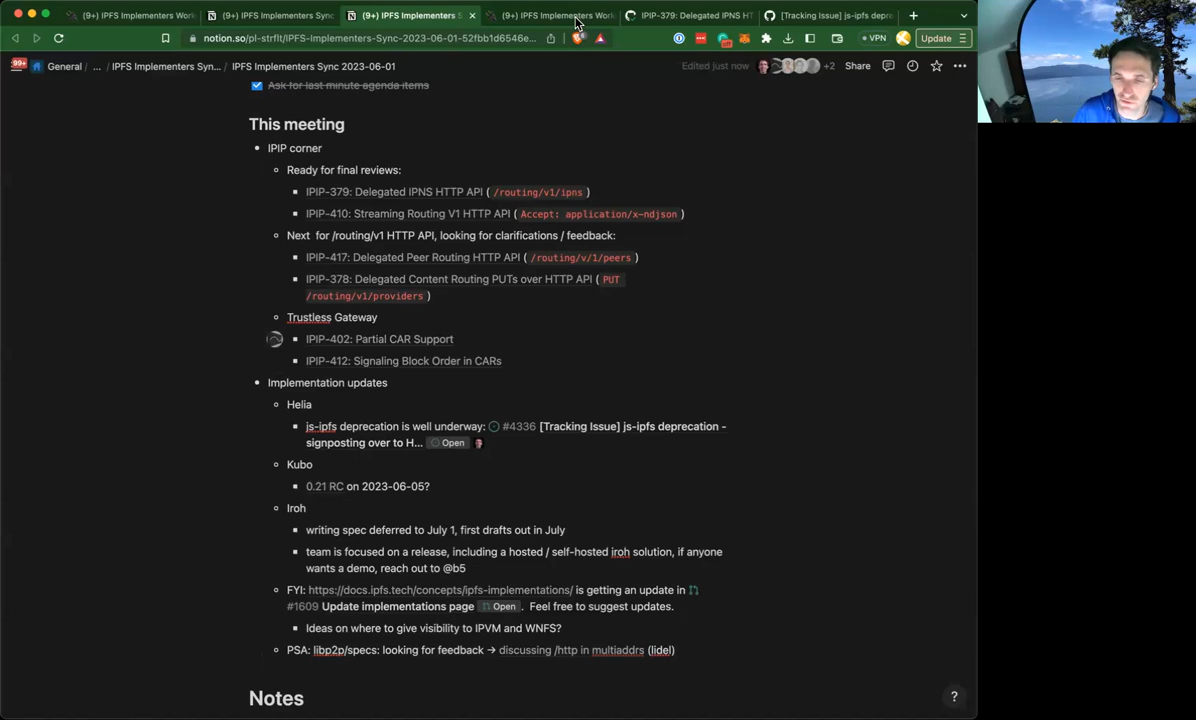 (9+) IPFS Implementers Work
(9+) IPFS Implementers Sync
(9+) IPFS Implementers S
(9+) IPFS Implementers Work
IPIP-379: Delegated IPNS HT
[Tracking Issue] js-ipfs depre
notion.so/pl-strflt/IPFS-Implementers-Sync-2023-06-01-52fbb1d6546e...
VPN
Update
99+
General / ... / IPFS Implementers Syn... / IPFS Implementers Sync 2023-06-01
Edited just now
+2
Share
Ask for last minute agenda items
This meeting
IPIP corner
Ready for final reviews:
IPIP-379: Delegated IPNS HTTP API ( /routing/v1/ipns )
IPIP-410: Streaming Routing V1 HTTP API ( Accept: application/x-ndjson )
Next for /routing/v1 HTTP API, looking for clarifications / feedback:
IPIP-417: Delegated Peer Routing HTTP API ( /routing/v/1/peers )
IPIP-378: Delegated Content Routing PUTs over HTTP API ( PUT
/routing/v1/providers )
Trustless Gateway
IPIP-402: Partial CAR Support
IPIP-412: Signaling Block Order in CARs
Implementation updates
Helia
js-ipfs deprecation is well underway: #4336 [Tracking Issue] js-ipfs deprecation -
signposting over to H... Open
Kubo
0.21 RC on 2023-06-05?
Iroh
writing spec deferred to July 1, first drafts out in July
team is focused on a release, including a hosted / self-hosted iroh solution, if anyone
wants a demo, reach out to @b5
FYI: https://docs.ipfs.tech/concepts/ipfs-implementations/ is getting an update in
#1609 Update implementations page Open . Feel free to suggest updates.
Ideas on where to give visibility to IPVM and WNFS?
PSA: libp2p/specs: looking for feedback → discussing /http in multiaddrs (lidel)
Notes
?